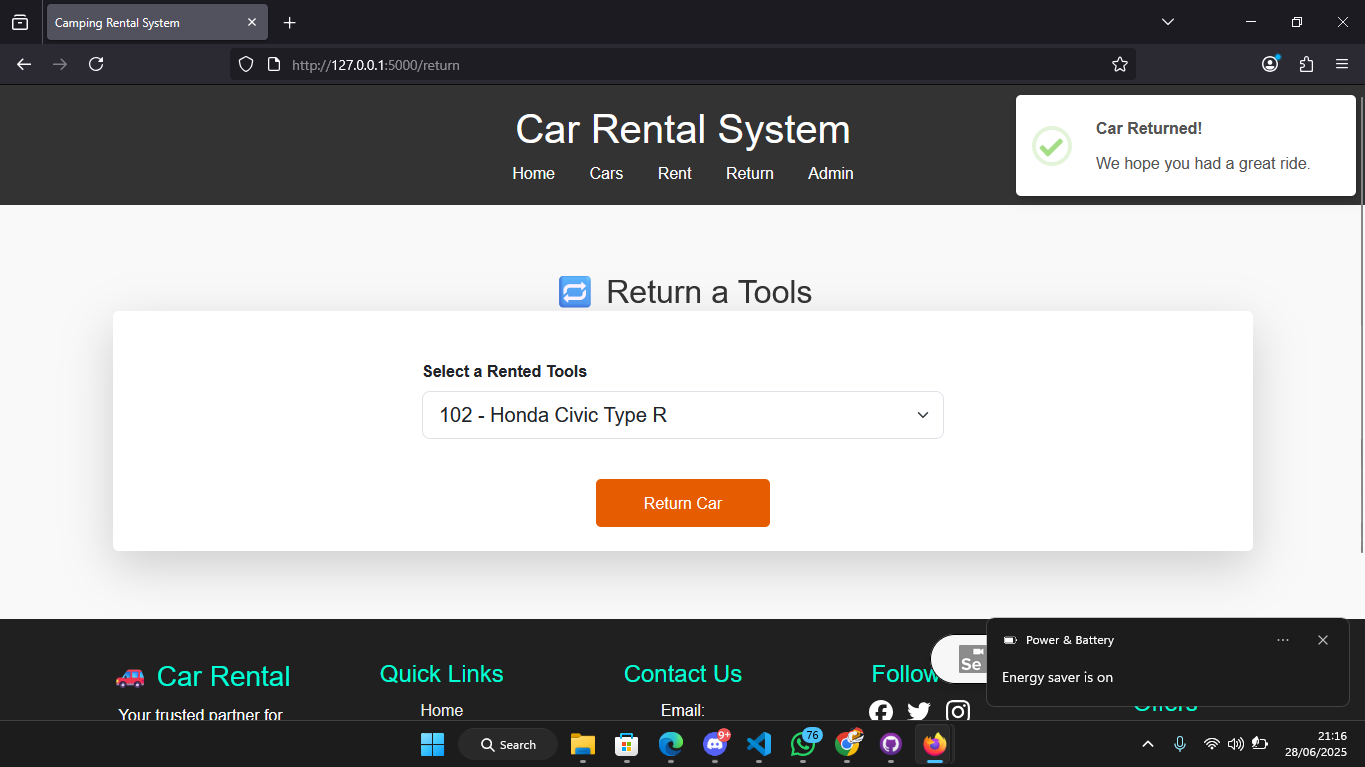 Camping Rental System
http://127.0.0.1:5000/return
Car Rental System
Home Cars Rent Return Admin
Car Returned!
We hope you had a great ride.
Return a Tools
Select a Rented Tools
102 - Honda Civic Type R
Return Car
Car Rental
Your trusted partner for
Quick Links
Home
Contact Us
Email:
Follow
Offers
Se
Power & Battery
Energy saver is on
Search
9+
76
21:16
28/06/2025